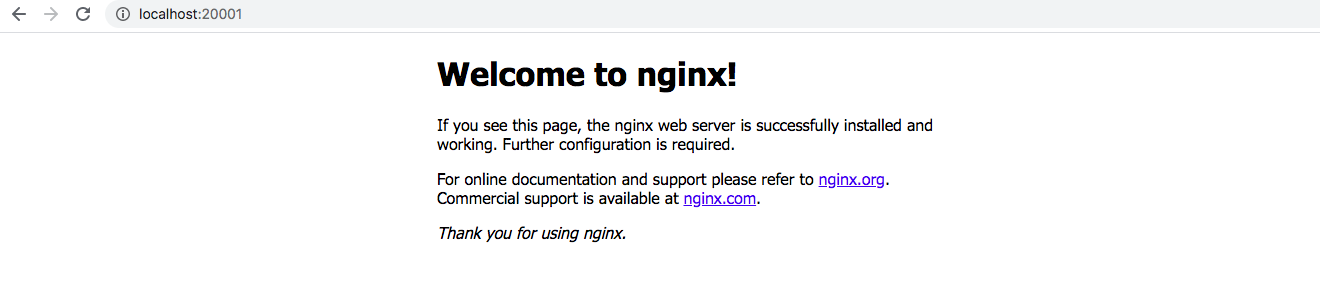 localhost:20001
Welcome to nginx!
If you see this page, the nginx web server is successfully installed and
working. Further configuration is required.
For online documentation and support please refer to nginx.org.
Commercial support is available at nginx.com.
Thank you for using nginx.